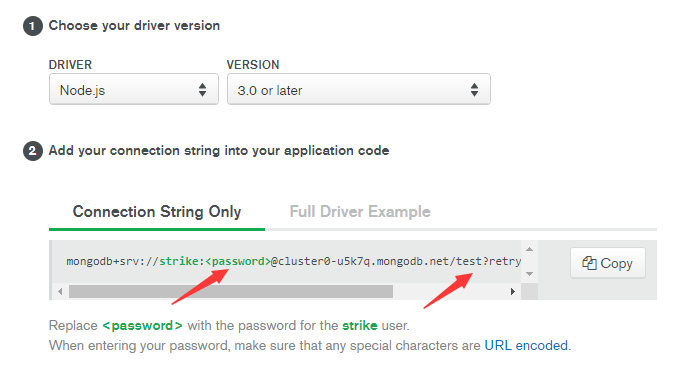 1 Choose your driver version
DRIVER VERSION
Node.js 3.0 or later
2 Add your connection string into your application code
Connection String Only Full Driver Example
mongodb+srv://strike:<password>@cluster0-u5k7q.mongodb.net/test?retry
Copy
Replace <password> with the password for the strike user.
When entering your password, make sure that any special characters are URL encoded.